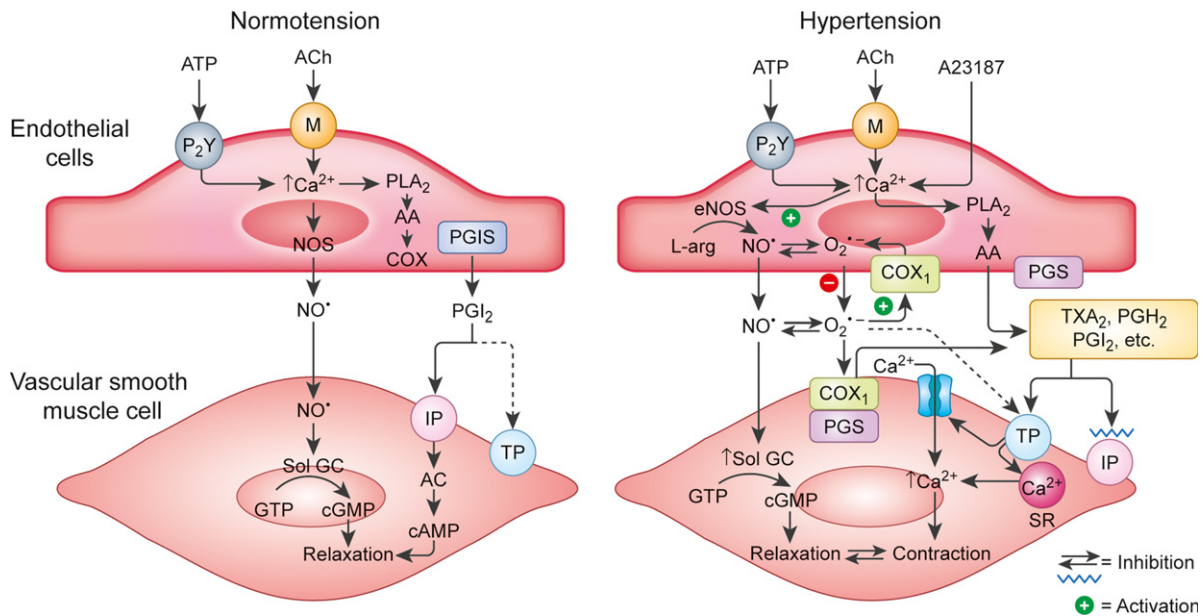 Normotension
ATP
ACh
Endothelial
cells
P₂Y
M
↑Ca²⁺
PLA₂
AA
COX
NOS
PGIS
NO•
PGI₂
Vascular smooth
muscle cell
NO•
IP
TP
Sol GC
GTP
cGMP
AC
cAMP
Relaxation
Hypertension
ATP
ACh
A23187
P₂Y
M
↑Ca²⁺
eNOS
+
PLA₂
L-arg
NO•
O₂•–
AA
COX₁
PGS
–
+
NO•
O₂•–
TXA₂, PGH₂
PGI₂, etc.
Ca²⁺
COX₁
PGS
TP
IP
↑Sol GC
GTP
cGMP
↑Ca²⁺
Ca²⁺
SR
Relaxation
Contraction
= Inhibition
+ = Activation